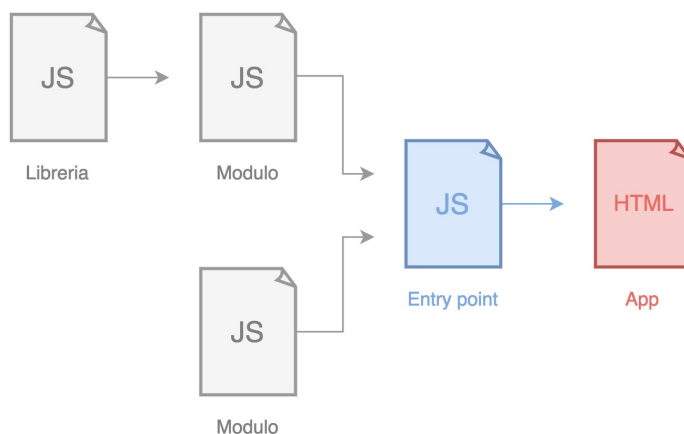 JS
Libreria
JS
Modulo
JS
Entry point
HTML
App
JS
Modulo